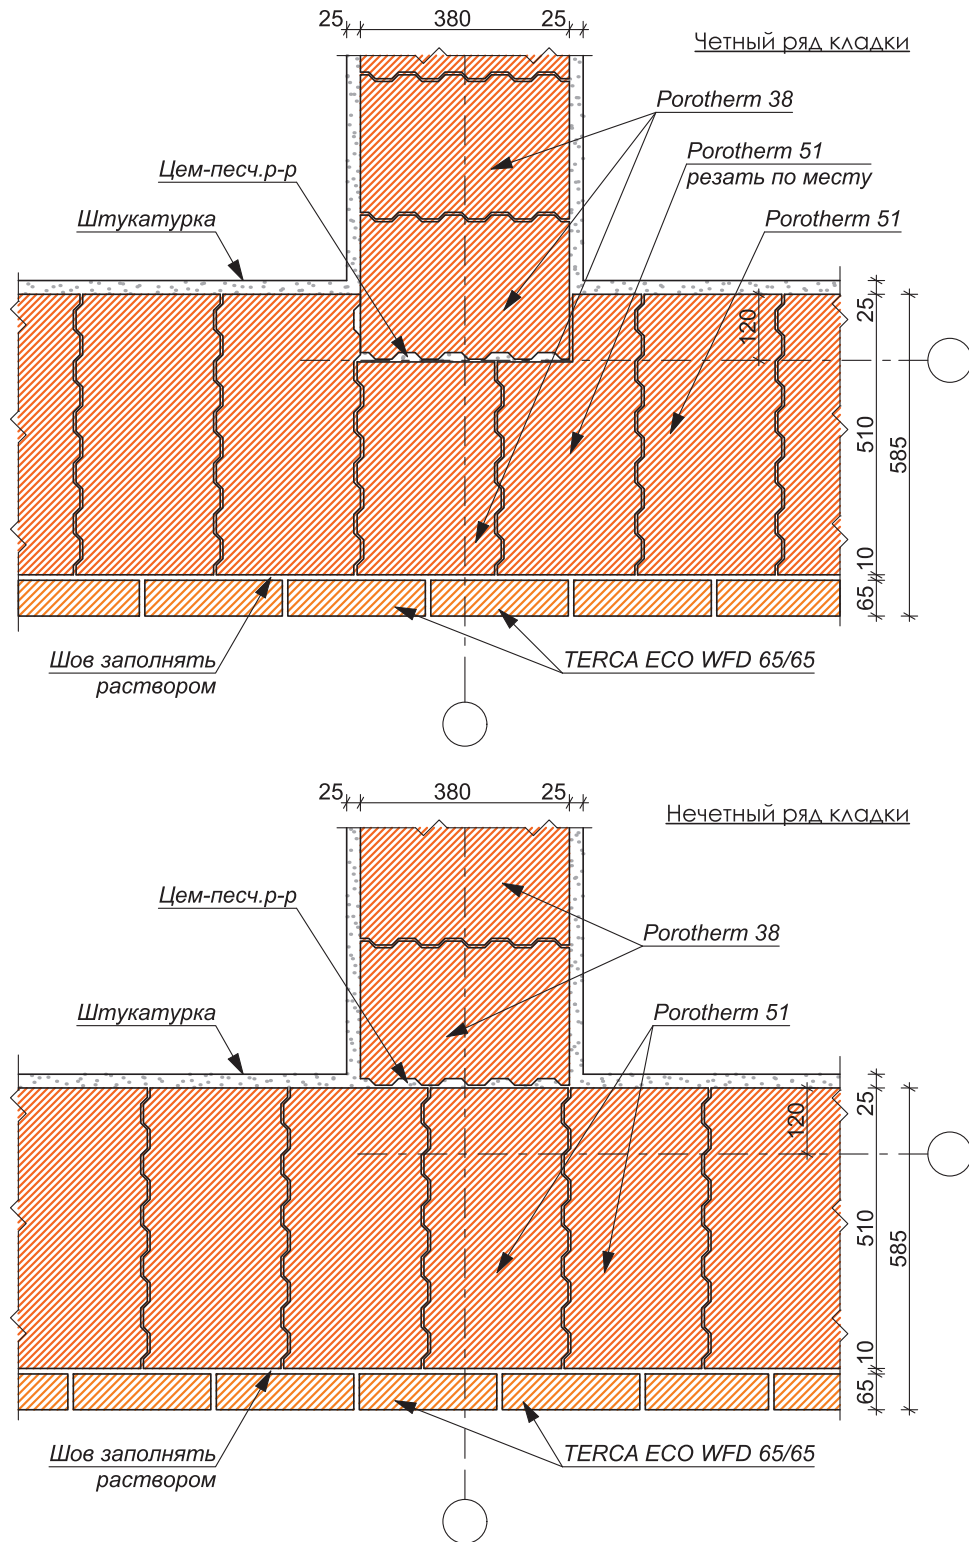 25
380
25
Четный ряд кладки
Porotherm 38
Porotherm 51
резать по месту
Цем-песч.р-р
Штукатурка
Porotherm 51
25
120
510
585
10
65
Шов заполнять
раствором
TERCA ECO WFD 65/65
25
380
25
Нечетный ряд кладки
Цем-песч.р-р
Porotherm 38
Штукатурка
Porotherm 51
25
120
510
585
10
65
Шов заполнять
раствором
TERCA ECO WFD 65/65